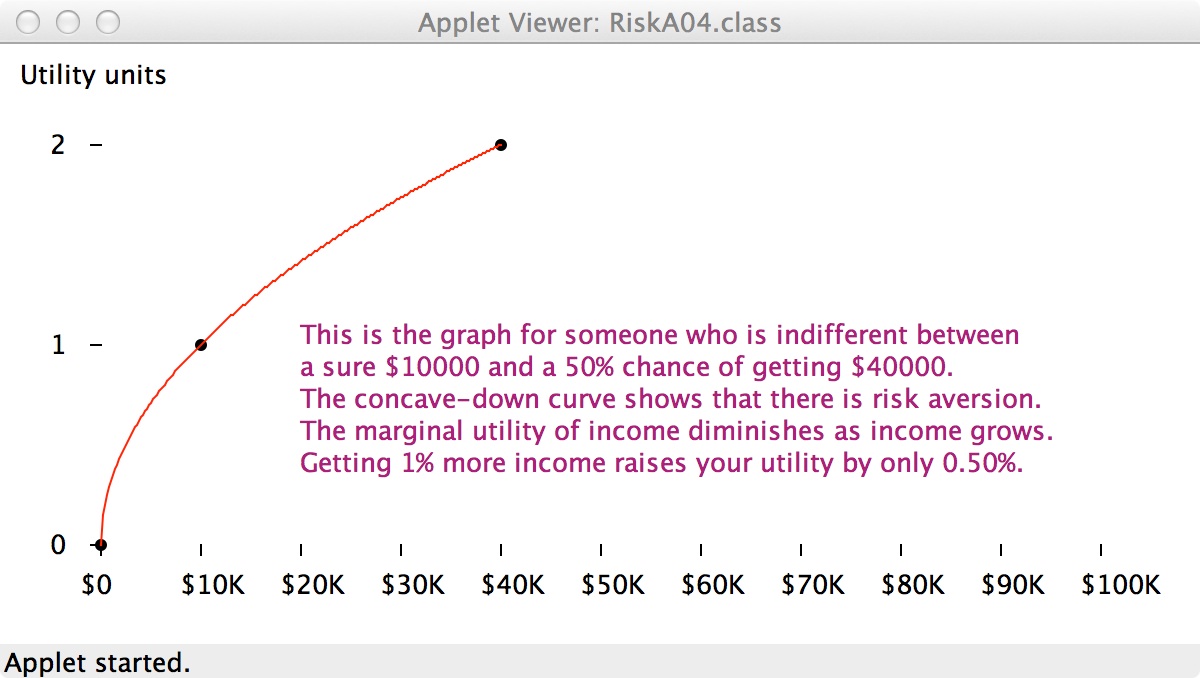 Applet Viewer: RiskA04.class
Utility units
2
This is the graph for someone who is indifferent between
1
a sure $10000 and a 50% chance of getting $40000.
The concave-down curve shows that there is risk aversion.
The marginal utility of income diminishes as income grows.
Getting 1% more income raises your utility by only 0.50%.
0
$0 $10K $20K $30K $40K $50K $60K $70K $80K $90K $100K
Applet started.